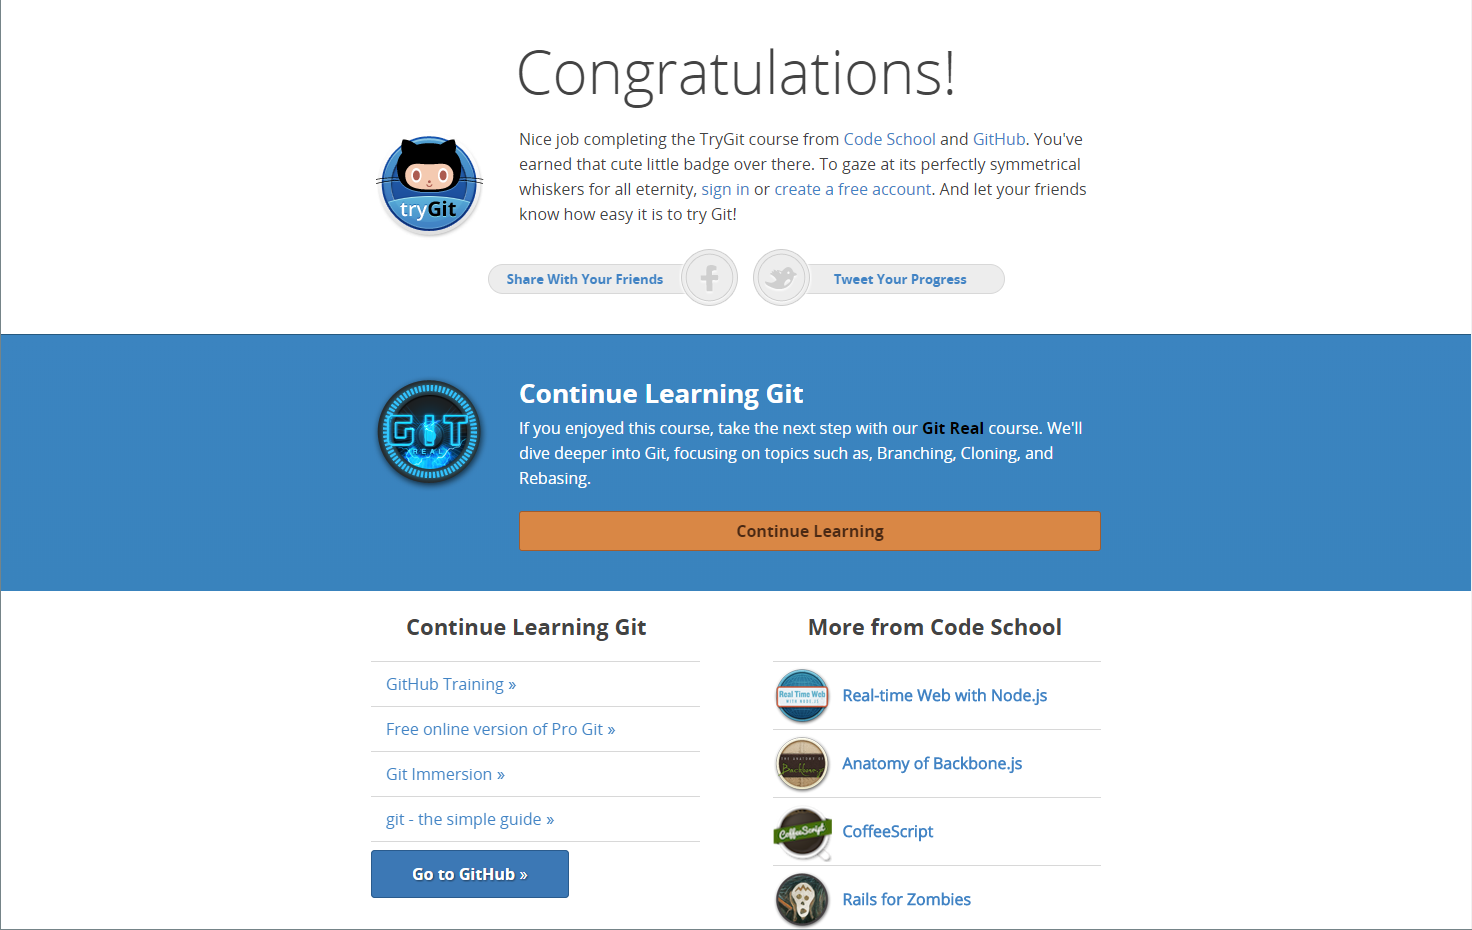 Congratulations!
Nice job completing the TryGit course from Code School and GitHub. You've
earned that cute little badge over there. To gaze at its perfectly symmetrical
whiskers for all eternity, sign in or create a free account. And let your friends
know how easy it is to try Git!
tryGit
Share With Your Friends
Tweet Your Progress
GIT
REAL
Continue Learning Git
If you enjoyed this course, take the next step with our Git Real course. We'll
dive deeper into Git, focusing on topics such as, Branching, Cloning, and
Rebasing.
Continue Learning
Continue Learning Git
GitHub Training »
Free online version of Pro Git »
Git Immersion »
git - the simple guide »
Go to GitHub »
More from Code School
Real Time Web
WITH NODE.JS
Real-time Web with Node.js
THE ANATOMY OF
Backbone.js
Anatomy of Backbone.js
CoffeeScript
CoffeeScript
Rails for Zombies